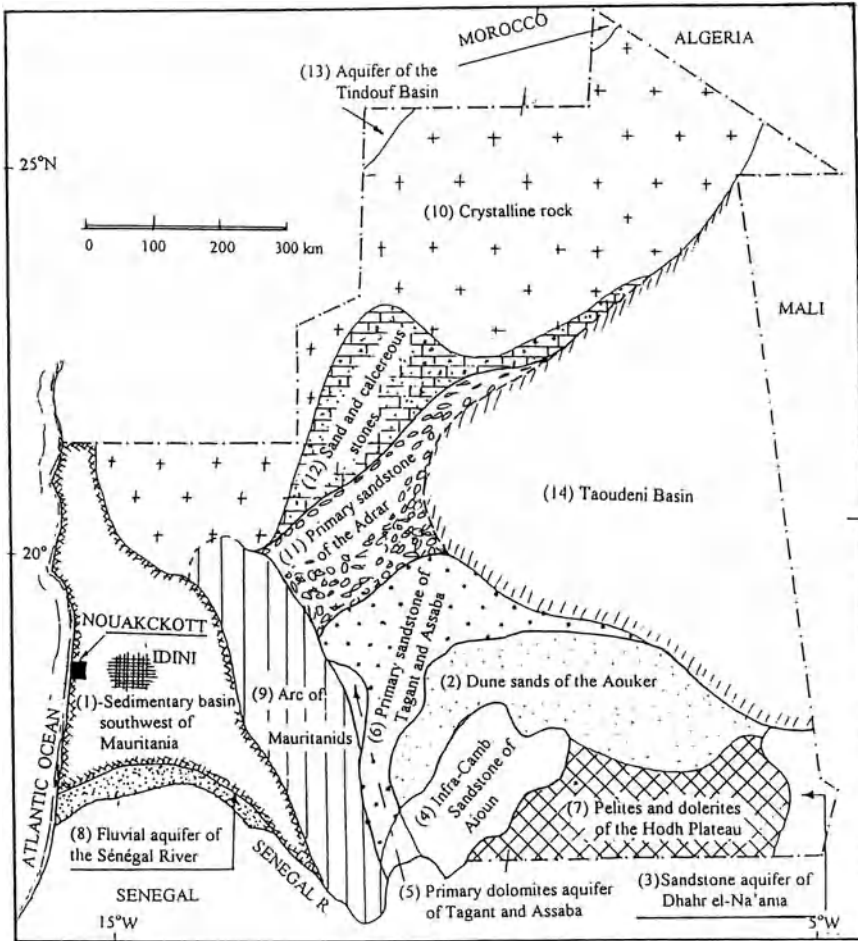 MOROCCO
ALGERIA
(13) Aquifer of the
Tindouf Basin
25°N
(10) Crystalline rock
0 100 200 300 km
MALI
(12) Sand and calcereous
stones
(11) Primary sandstone
of the Adrar
(14) Taoudeni Basin
20°
(6) Primary sandstone of
Tagant and Assaba
NOUAKCKOTT
IDINI
(1)-Sedimentary basin
southwest of
Mauritania
(9) Arc of
Mauritanids
(2) Dune sands of the Aouker
ATLANTIC OCEAN
(4) Infra-Camb
Sandstone of
Ajoun
(7) Pelites and dolerites
of the Hodh Plateau
(8) Fluvial aquifer of
the Sénégal River
SENEGAL R
(5) Primary dolomites aquifer
of Tagant and Assaba
(3)Sandstone aquifer of
Dhahr el-Na'ama
SENEGAL
15°W
5°W